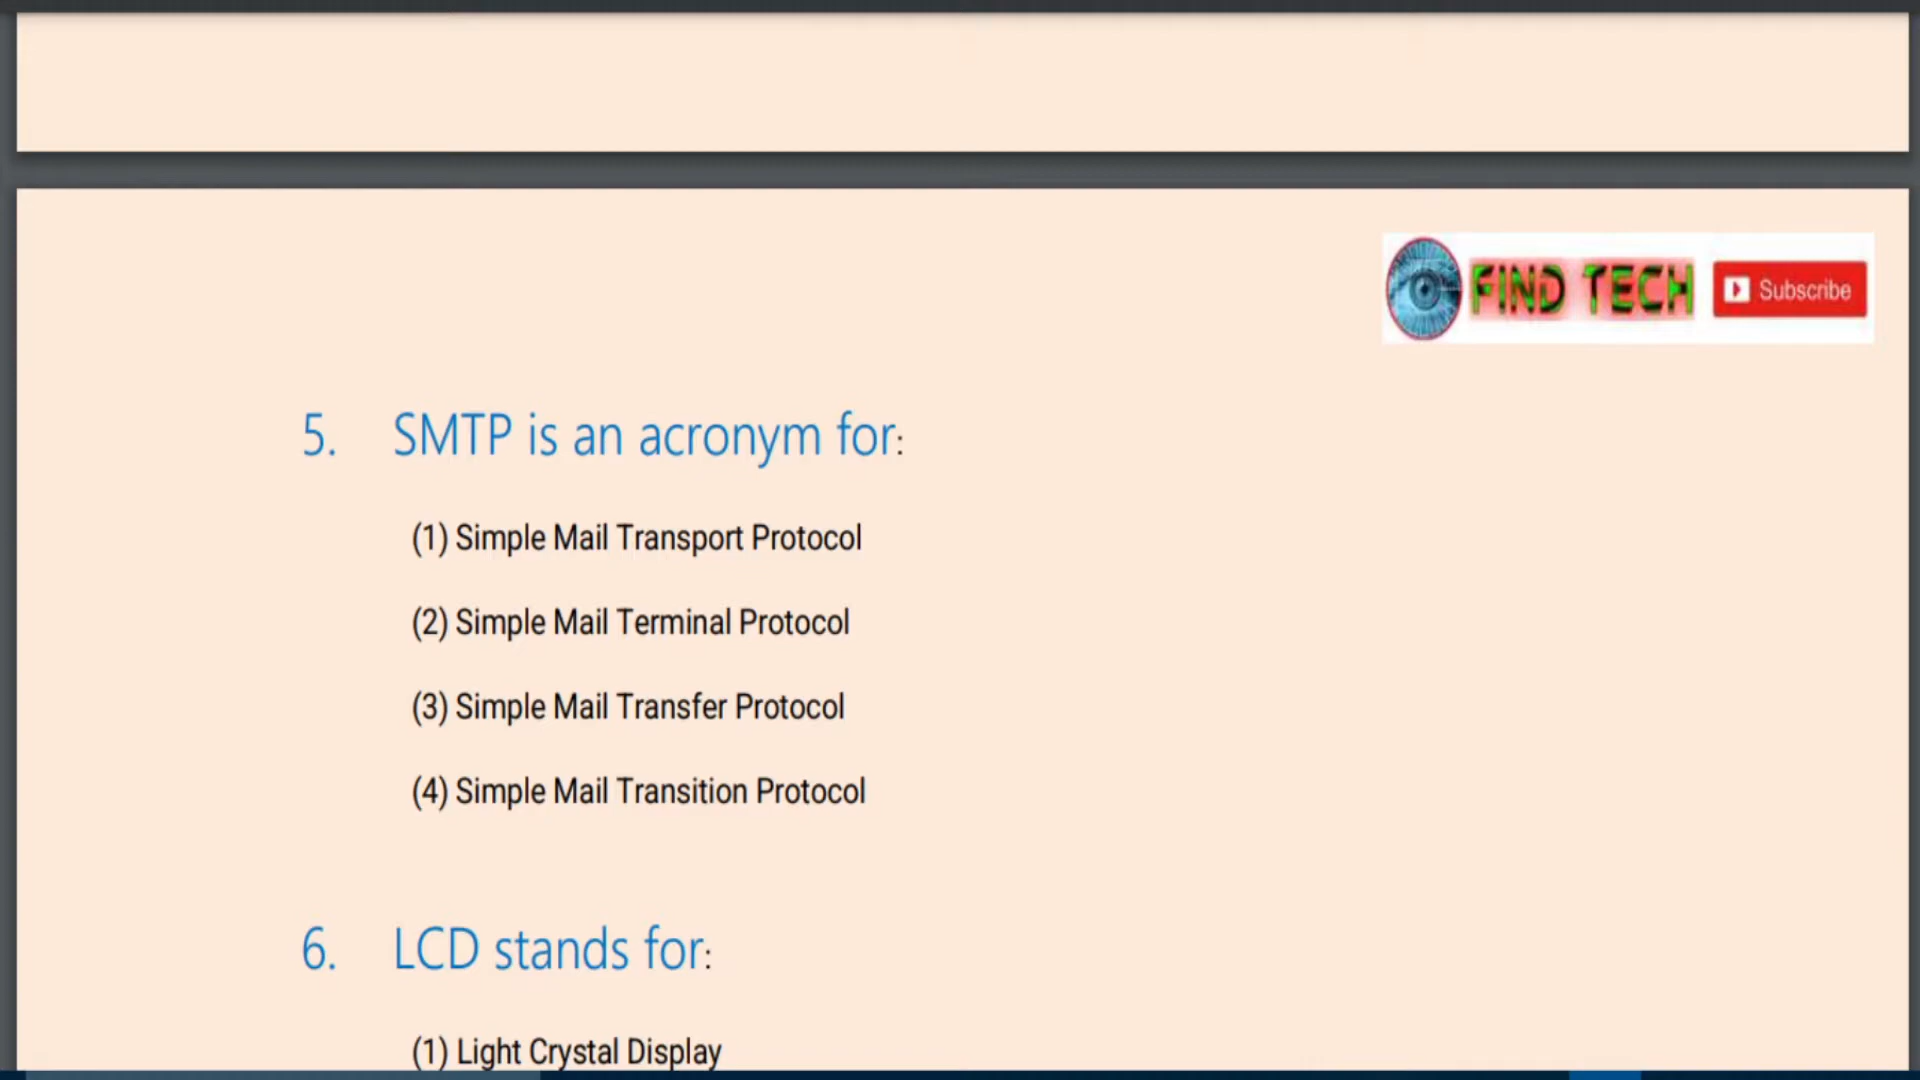 FIND TECH Subscribe
5. SMTP is an acronym for:
(1) Simple Mail Transport Protocol
(2) Simple Mail Terminal Protocol
(3) Simple Mail Transfer Protocol
(4) Simple Mail Transition Protocol
6. LCD stands for:
(1) Light Crystal Display